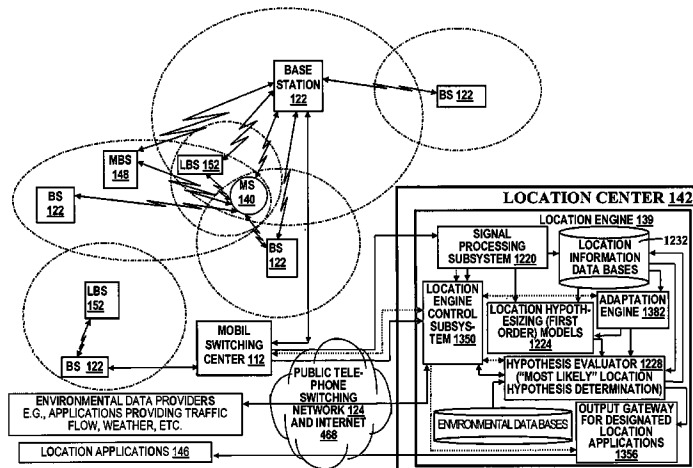 BASE
STATION
122
BS 122
MBS
148
LBS 152
MS
140
BS
122
BS
122
LBS
152
BS 122
MOBIL
SWITCHING
CENTER 112
PUBLIC TELE-
PHONE
SWITCHING
NETWORK 124
AND INTERNET
468
ENVIRONMENTAL DATA PROVIDERS
E.G., APPLICATIONS PROVIDING TRAFFIC
FLOW, WEATHER, ETC.
LOCATION APPLICATIONS 146
LOCATION CENTER 142
LOCATION ENGINE 139
1232
SIGNAL
PROCESSING
SUBSYSTEM 1220
LOCATION
INFORMATION
DATA BASES
LOCATION
ENGINE
CONTROL
SUBSYS-
TEM 1350
LOCATION HYPOTH-
ESIZING (FIRST
ORDER) MODELS
1224
ADAPTATION
ENGINE 1382
HYPOTHESIS EVALUATOR 1228
("MOST LIKELY" LOCATION
HYPOTHESIS DETERMINATION)
ENVIRONMENTAL DATA BASES
OUTPUT GATEWAY
FOR DESIGNATED
LOCATION
APPLICATIONS
1356